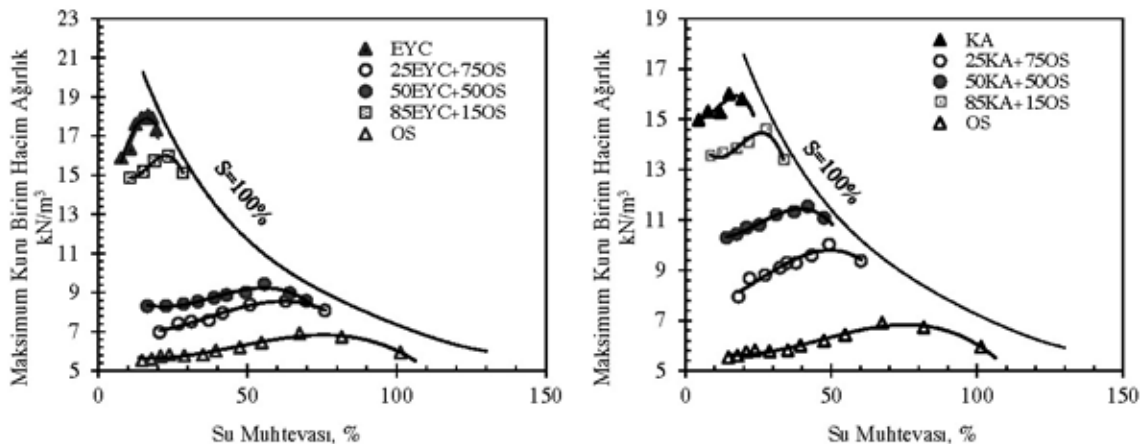 Maksimum Kuru Birim Hacim Ağırlık
kN/m³
23
21
19
17
15
13
11
9
7
5
EYC
25EYC+75OS
50EYC+50OS
85EYC+15OS
OS
S=100%
0
50
100
150
Su Muhtevası, %
Maksimum Kuru Birim Hacim Ağırlık
kN/m³
19
17
15
13
11
9
7
5
KA
25KA+75OS
50KA+50OS
85KA+15OS
OS
S=100%
0
50
100
150
Su Muhtevası, %